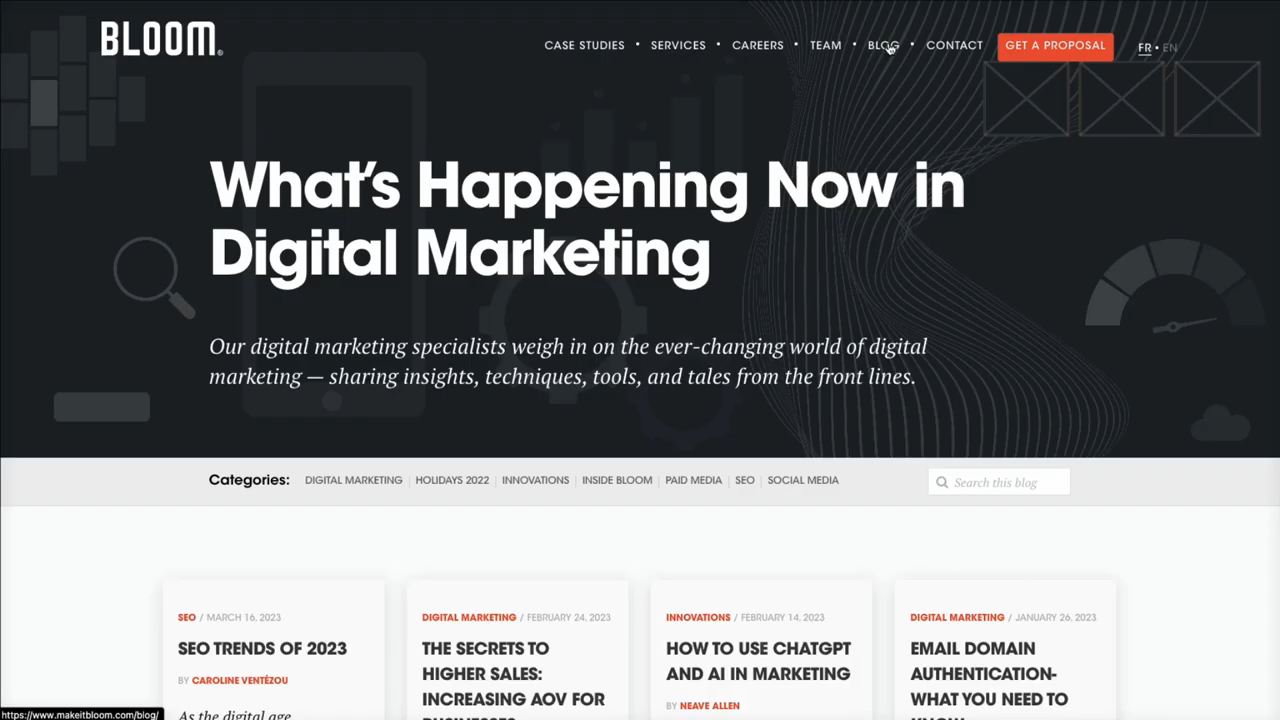 BLOOM
CASE STUDIES • SERVICES • CAREERS • TEAM • BLOG • CONTACT
GET A PROPOSAL
FR • EN
What's Happening Now in
Digital Marketing
Our digital marketing specialists weigh in on the ever-changing world of digital
marketing — sharing insights, techniques, tools, and tales from the front lines.
Categories: DIGITAL MARKETING | HOLIDAYS 2022 | INNOVATIONS | INSIDE BLOOM | PAID MEDIA | SEO | SOCIAL MEDIA
Search this blog
SEO / MARCH 16, 2023
SEO TRENDS OF 2023
BY CAROLINE VENTÉZOU
As the digital age
DIGITAL MARKETING / FEBRUARY 24, 2023
THE SECRETS TO
HIGHER SALES:
INCREASING AOV FOR
BUSINESSES
INNOVATIONS / FEBRUARY 14, 2023
HOW TO USE CHATGPT
AND AI IN MARKETING
BY NEAVE ALLEN
DIGITAL MARKETING / JANUARY 26, 2023
EMAIL DOMAIN
AUTHENTICATION-
WHAT YOU NEED TO
KNOW
https://www.makeitbloom.com/blog/